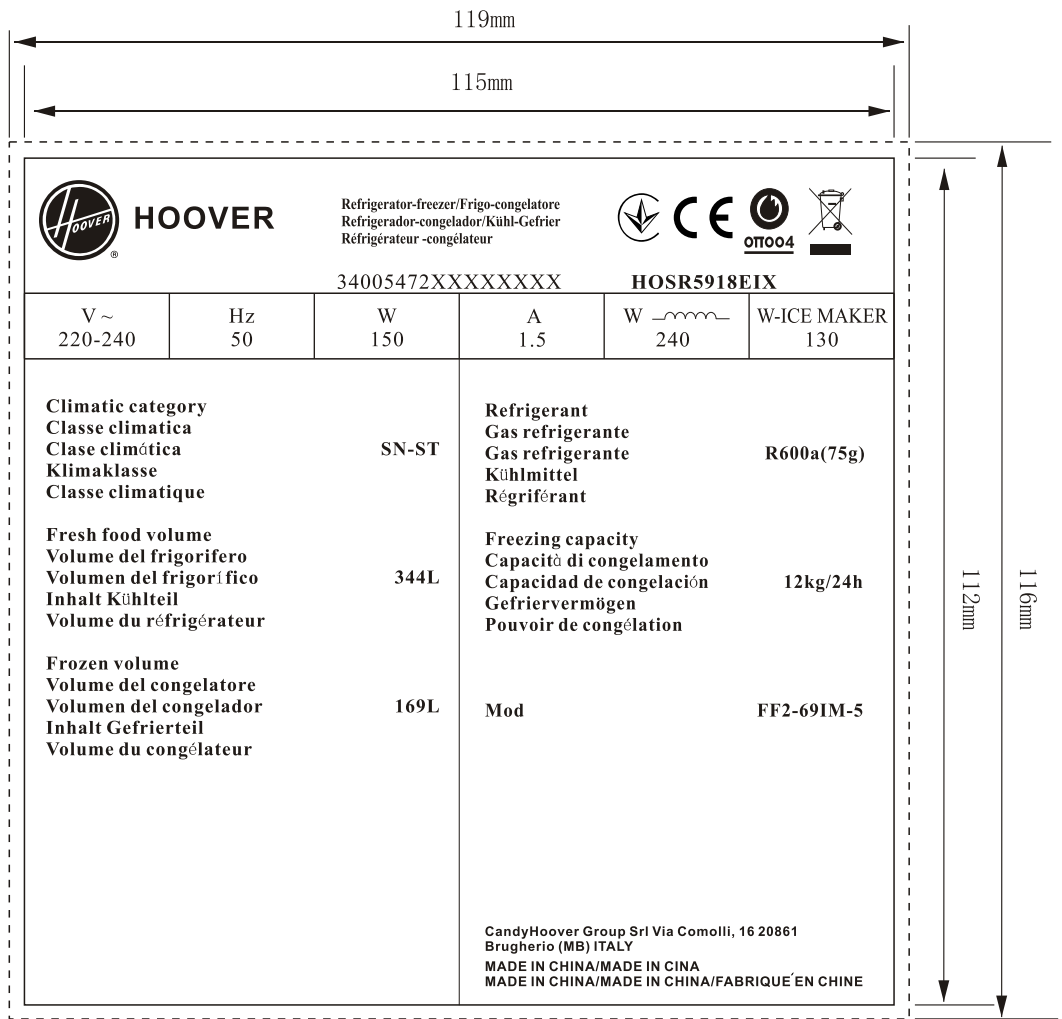 119mm
115mm
HOOVER
HOOVER
®
Refrigerator-freezer/Frigo-congelatore
Refrigerador-congelador/Kühl-Gefrier
Réfrigérateur -congélateur
ОПТ004
34005472XXXXXXXX
HOSR5918EIX
V ~
220-240
Hz
50
W
150
A
1.5
W
240
W-ICE MAKER
130
Climatic category
Classe climatica
Clase climática
Klimaklasse
Classe climatique
SN-ST
Fresh food volume
Volume del frigorifero
Volumen del frigorífico
Inhalt Kühlteil
Volume du réfrigérateur
344L
Frozen volume
Volume del congelatore
Volumen del congelador
Inhalt Gefrierteil
Volume du congélateur
169L
Refrigerant
Gas refrigerante
Gas refrigerante
Kühlmittel
Régriférant
R600a(75g)
Freezing capacity
Capacità di congelamento
Capacidad de congelación
Gefriervermögen
Pouvoir de congélation
12kg/24h
Mod
FF2-69IM-5
CandyHoover Group Srl Via Comolli, 16 20861
Brugherio (MB) ITALY
MADE IN CHINA/MADE IN CINA
MADE IN CHINA/MADE IN CHINA/FABRIQUE´EN CHINE
112mm
116mm